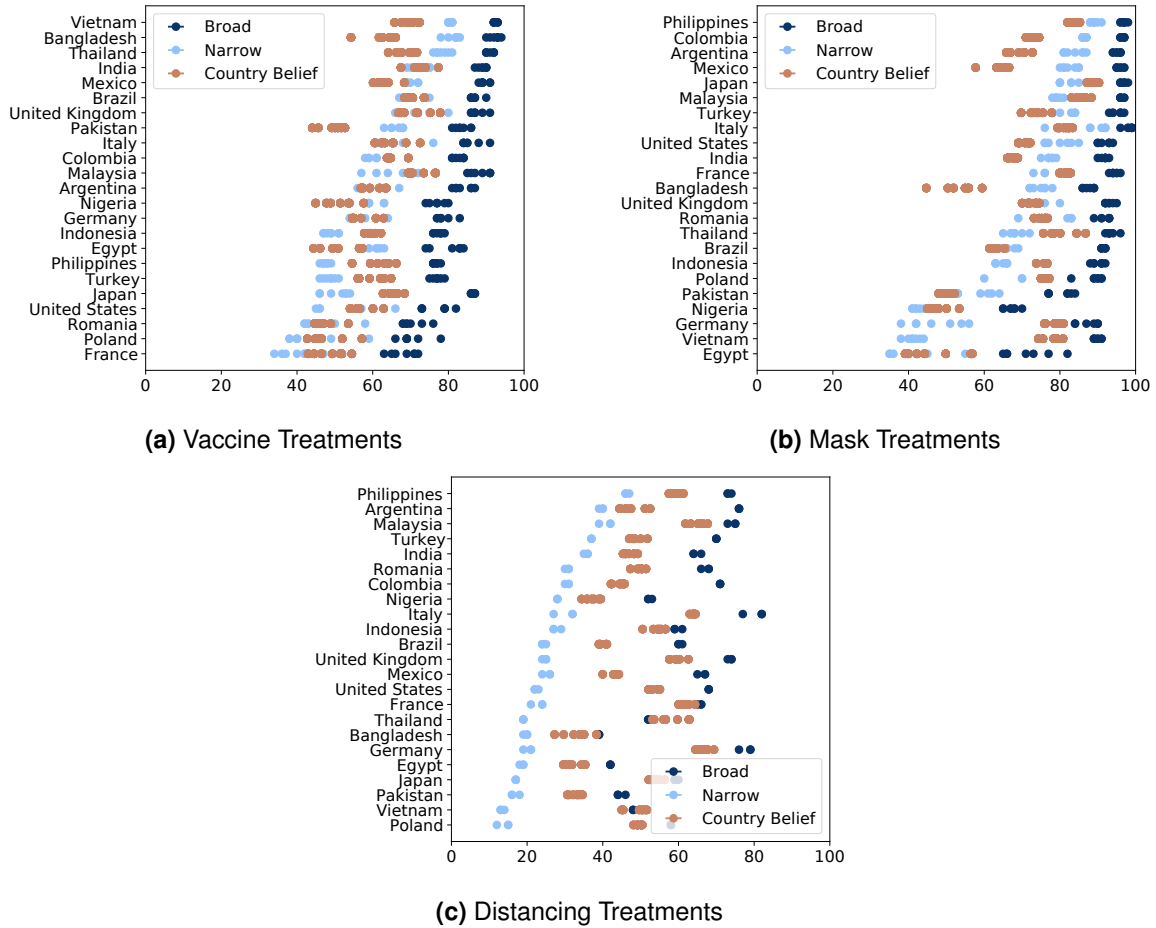 Vietnam
Bangladesh
Thailand
India
Mexico
Brazil
United Kingdom
Pakistan
Italy
Colombia
Malaysia
Argentina
Nigeria
Germany
Indonesia
Egypt
Philippines
Turkey
Japan
United States
Romania
Poland
France
Broad
Narrow
Country Belief
0 20 40 60 80 100
(a) Vaccine Treatments
Philippines
Colombia
Argentina
Mexico
Japan
Malaysia
Turkey
Italy
United States
India
France
Bangladesh
United Kingdom
Romania
Thailand
Brazil
Indonesia
Poland
Pakistan
Nigeria
Germany
Vietnam
Egypt
Broad
Narrow
Country Belief
0 20 40 60 80 100
(b) Mask Treatments
Philippines
Argentina
Malaysia
Turkey
India
Romania
Colombia
Nigeria
Italy
Indonesia
Brazil
United Kingdom
Mexico
United States
France
Thailand
Bangladesh
Germany
Egypt
Japan
Pakistan
Vietnam
Poland
Broad
Narrow
Country Belief
0 20 40 60 80 100
(c) Distancing Treatments